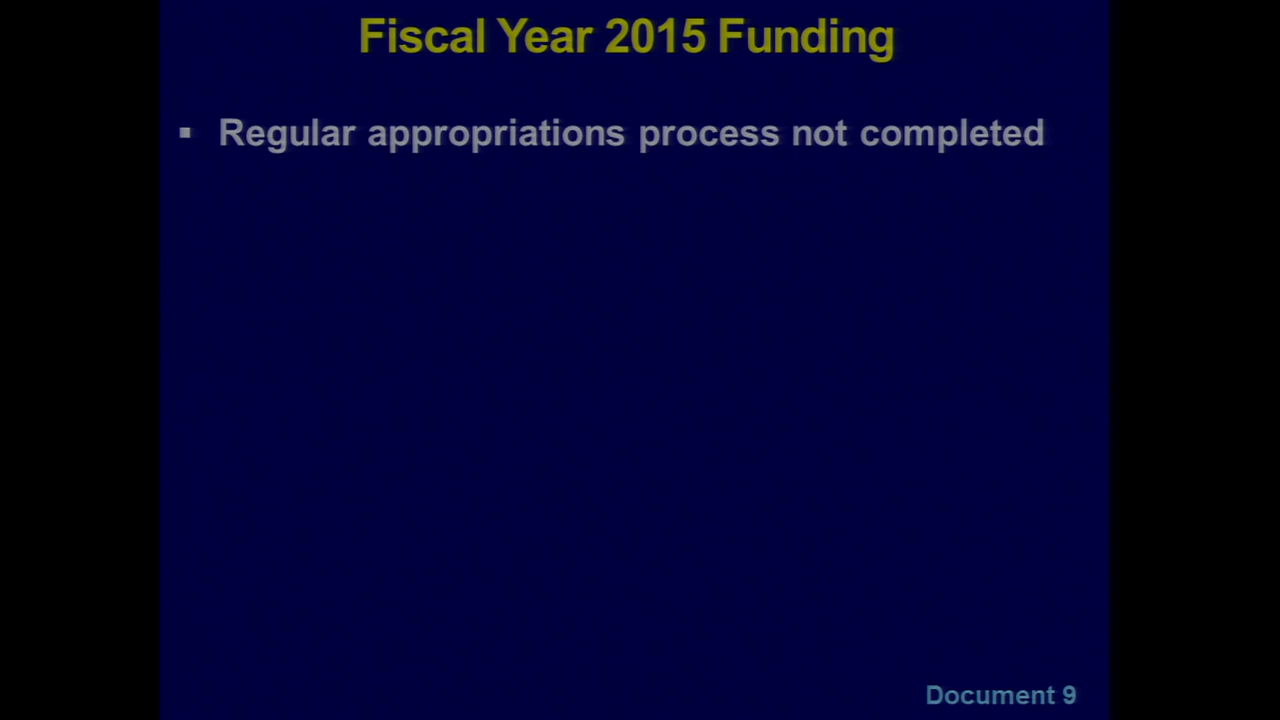 Fiscal Year 2015 Funding
▪ Regular appropriations process not completed
Document 9